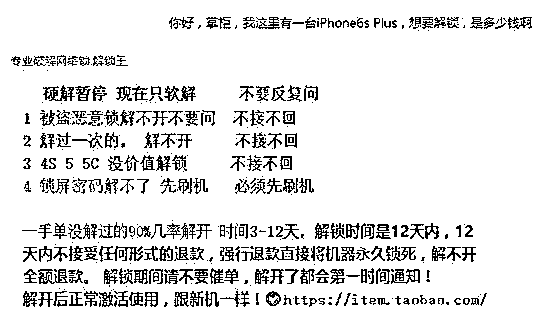 你好，掌柜，我这里有一台iPhone6s Plus，想要解锁，是多少钱啊
专业硬解网络锁.解锁王
硬解暂停 现在只软解 不要反复问
1 被盗恶意锁解不开不要问 不接不回
2 解过一次的。 解不开 不接不回
3 4S 5 5C 没价值解锁 不接不回
4 锁屏密码解不了 先刷机 必须先刷机
一手单没解过的90%几率解开 时间3-12天. 解锁时间是12天内，12
天内不接受任何形式的退款，强行退款直接将机器永久锁死，解不开
全额退款。 解锁期间请不要催单，解开了都会第一时间通知！
解开后正常激活使用，跟新机一样！https://item.taobao.com/